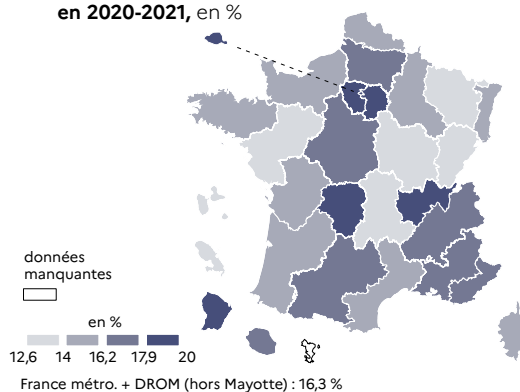 en 2020-2021, en %
données
manquantes
en %
12,6 14 16,2 17,9 20
France métro. + DROM (hors Mayotte) : 16,3 %